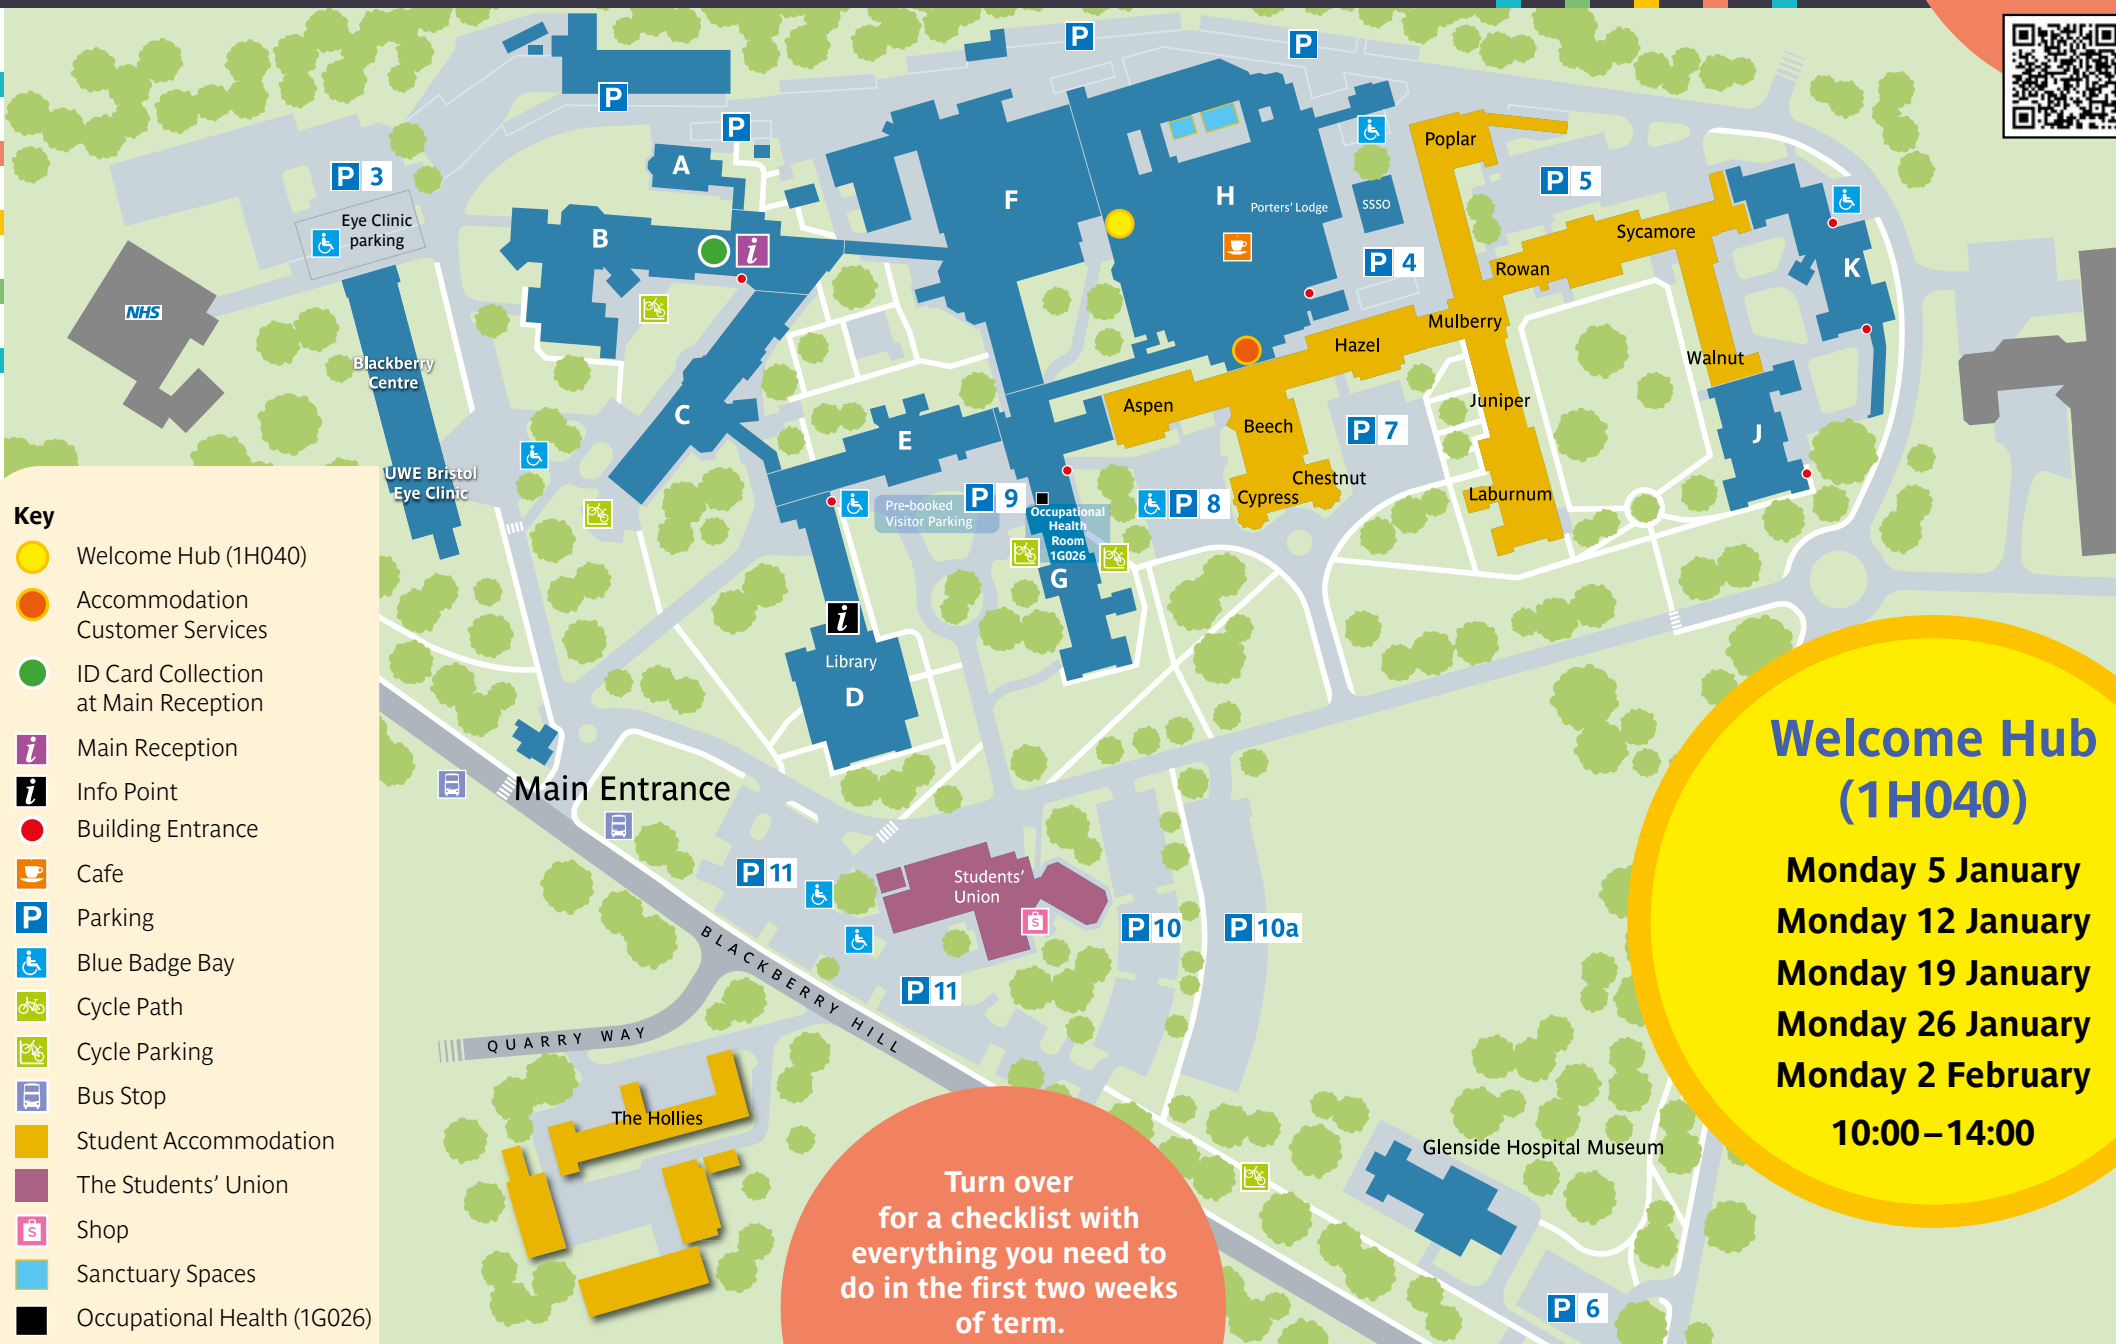 P
P
P
P
Poplar
P 3
A
P 5
Eye Clinic
parking
F
H
Porters' Lodge
SSSO
Sycamore
B
i
P 4
Rowan
K
NHS
Mulberry
Hazel
Walnut
Blackberry
Centre
Aspen
Juniper
C
Beech
P 7
E
J
UWE Bristol
Eye Clinic
Chestnut
Cypress
Laburnum
Pre-booked
Visitor Parking
P 9
P 8
Occupational
Health
Room
1G026
G
i
Library
D
Main Entrance
P 11
Students'
Union
S
P 10
P 10a
P 11
BLACKBERRY HILL
QUARRY WAY
The Hollies
Glenside Hospital Museum
P 6
Key
Welcome Hub (1H040)
Accommodation
Customer Services
ID Card Collection
at Main Reception
i Main Reception
i Info Point
Building Entrance
Cafe
P Parking
Blue Badge Bay
Cycle Path
Cycle Parking
Bus Stop
Student Accommodation
The Students' Union
S Shop
Sanctuary Spaces
Occupational Health (1G026)
Turn over
for a checklist with
everything you need to
do in the first two weeks
of term.
Welcome Hub
(1H040)
Monday 5 January
Monday 12 January
Monday 19 January
Monday 26 January
Monday 2 February
10:00–14:00